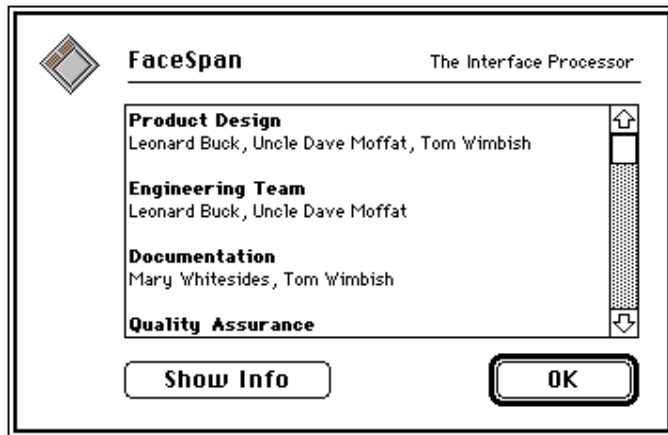 FaceSpan
The Interface Processor
Product Design
Leonard Buck, Uncle Dave Moffat, Tom Wimbish
Engineering Team
Leonard Buck, Uncle Dave Moffat
Documentation
Mary Whitesides, Tom Wimbish
Quality Assurance
Show Info
OK